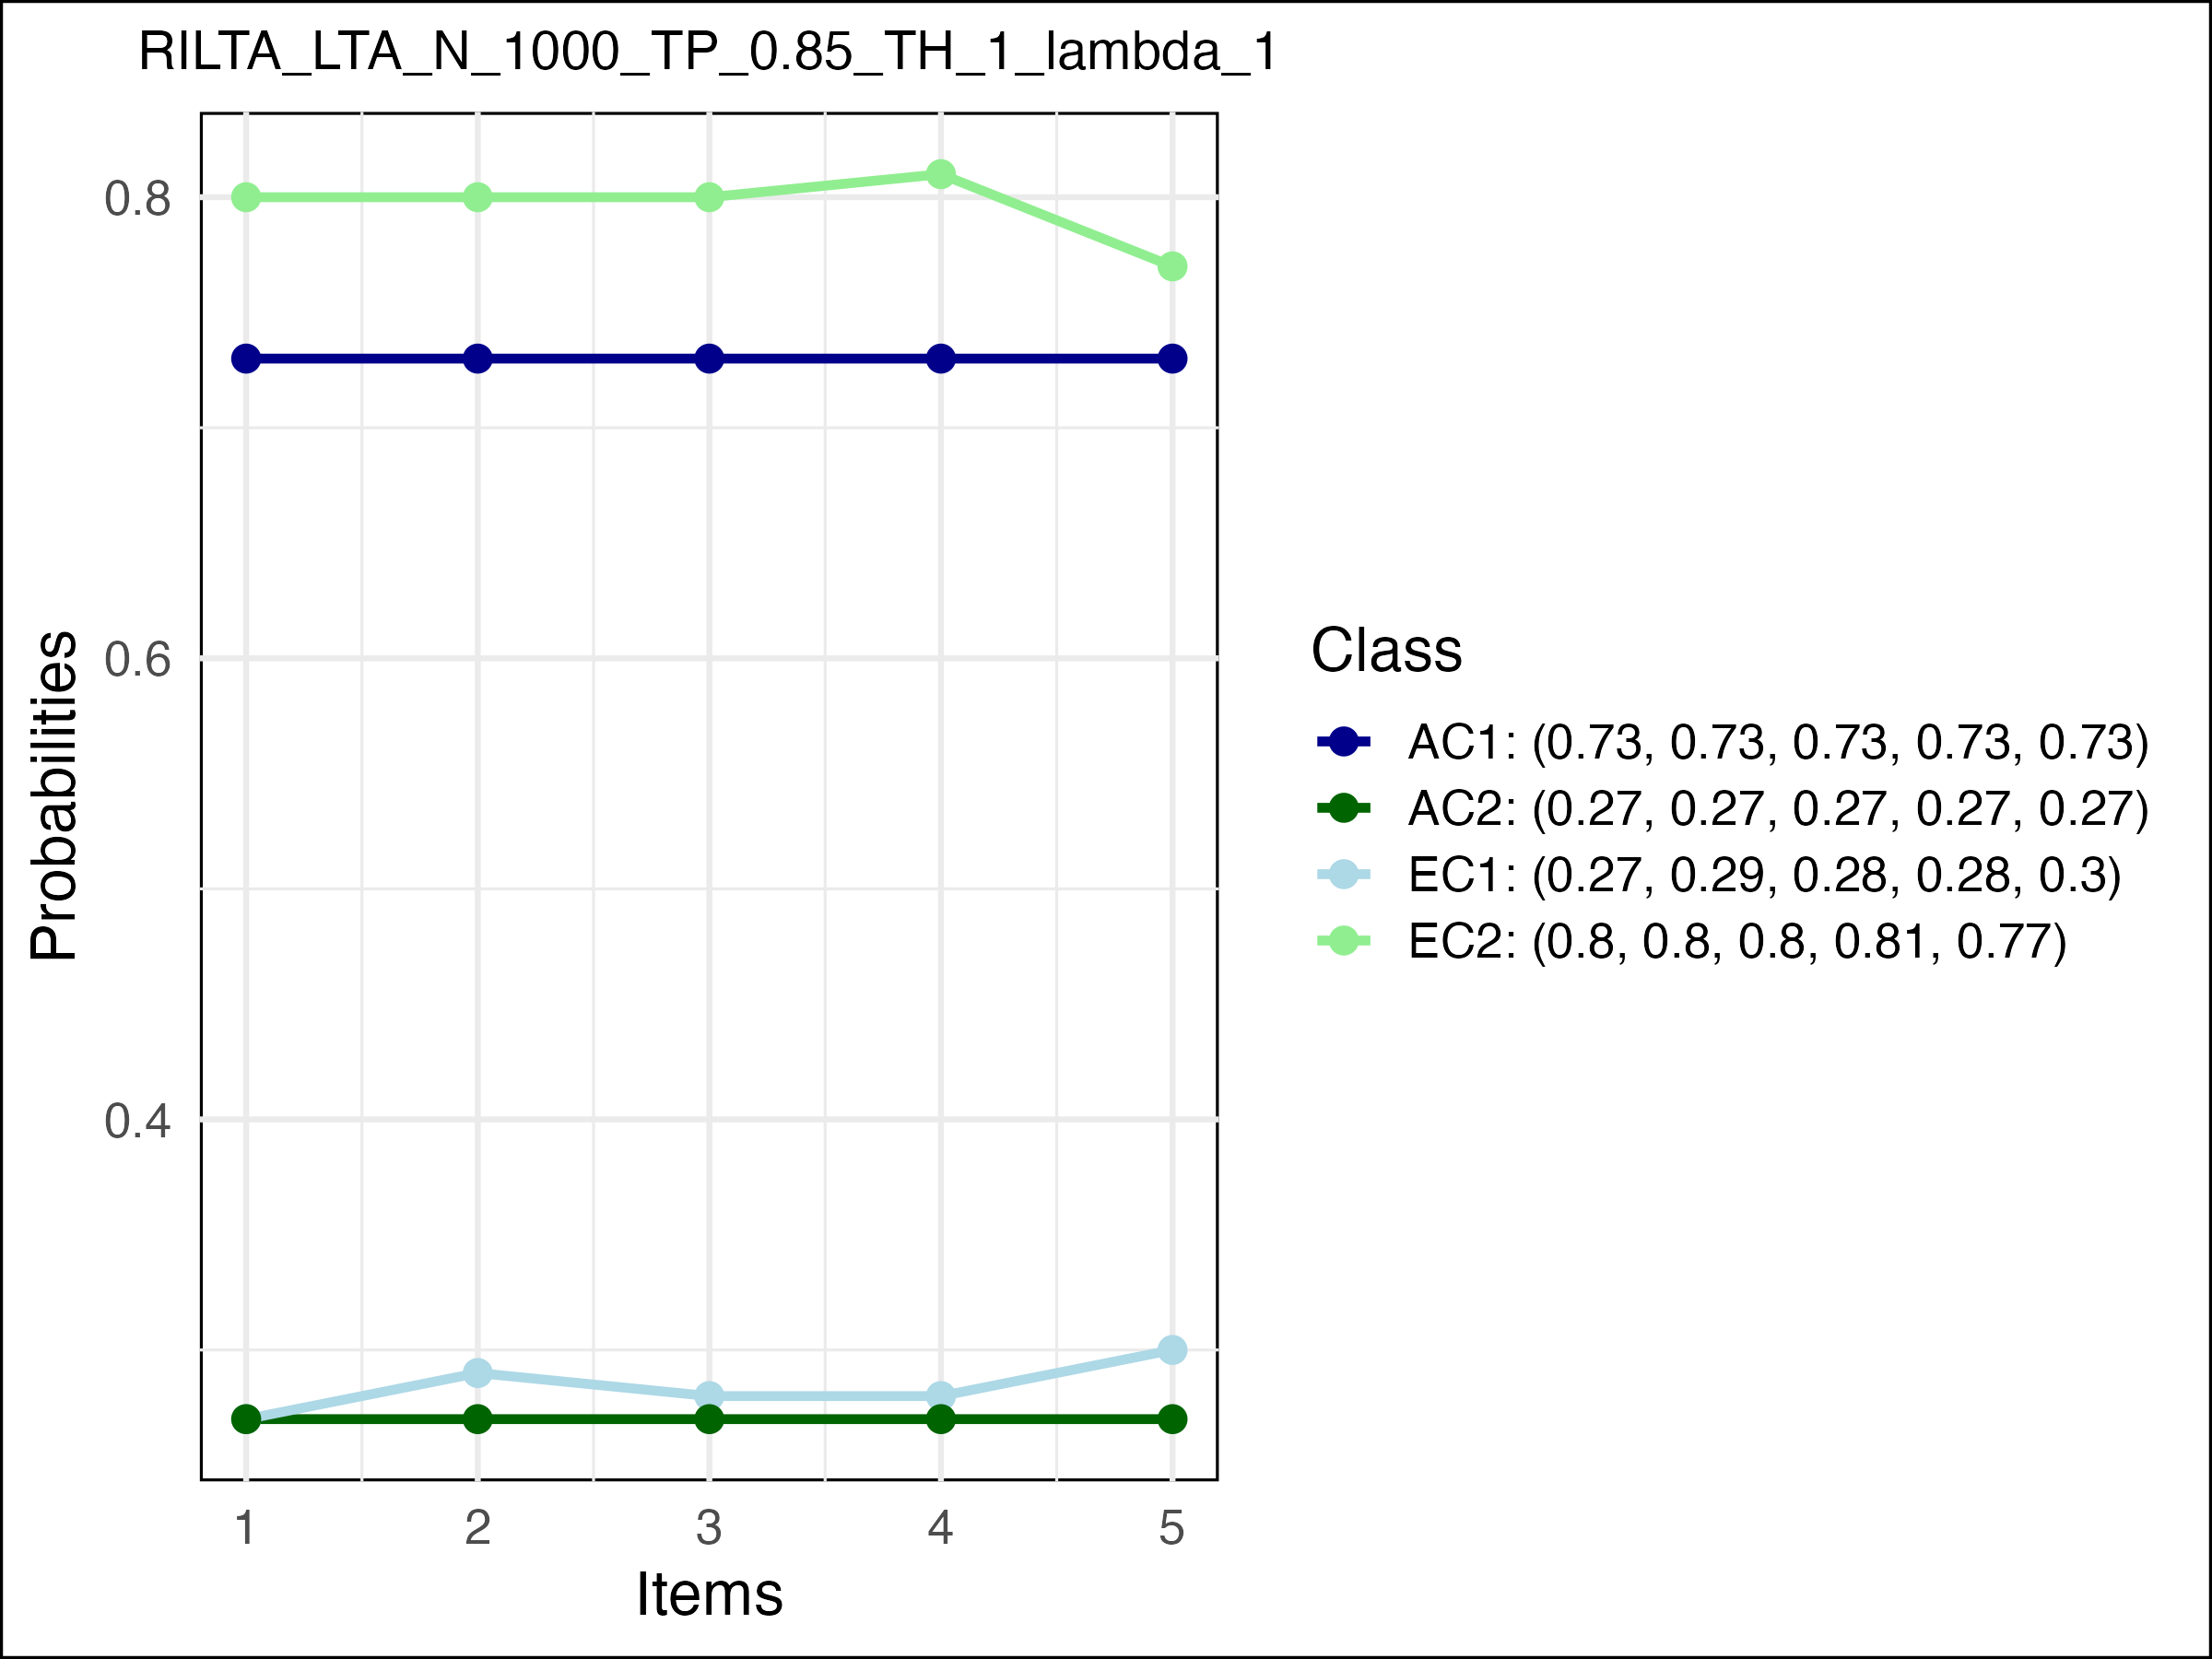 RILTA_LTA_N_1000_TP_0.85_TH_1_lambda_1
Probabilities
0.8
0.6
0.4
1 2 3 4 5
Items
Class
AC1: (0.73, 0.73, 0.73, 0.73, 0.73)
AC2: (0.27, 0.27, 0.27, 0.27, 0.27)
EC1: (0.27, 0.29, 0.28, 0.28, 0.3)
EC2: (0.8, 0.8, 0.8, 0.81, 0.77)